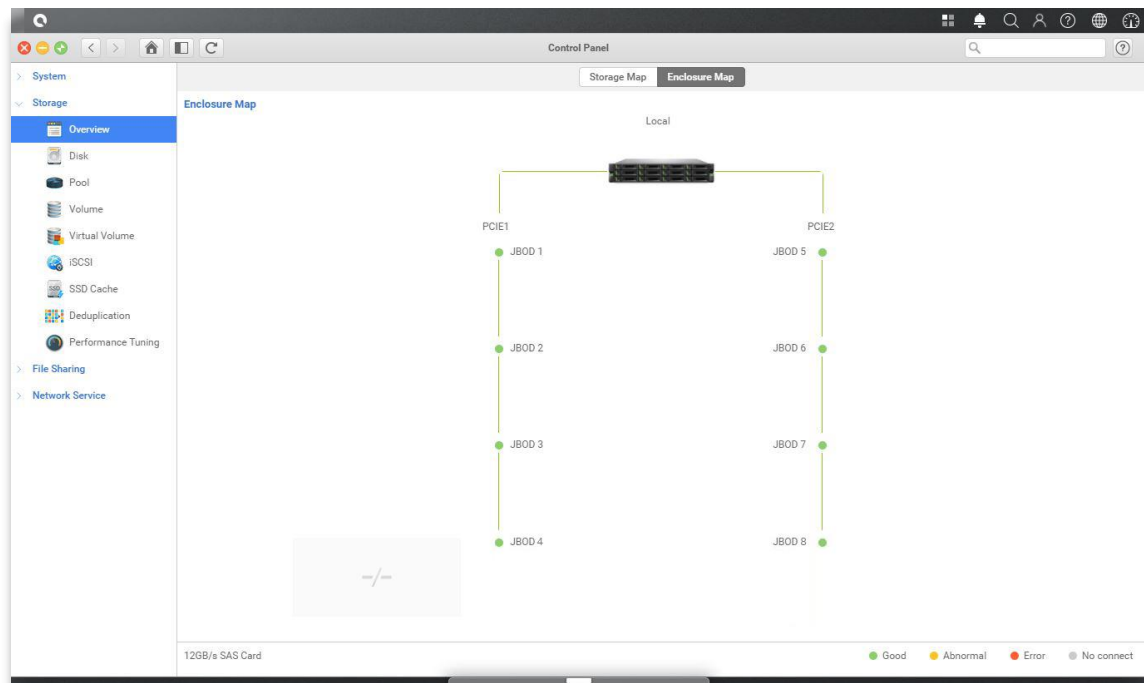 Control Panel
System
Storage
Overview
Disk
Pool
Volume
Virtual Volume
iSCSI
SSD Cache
Deduplication
Performance Tuning
File Sharing
Network Service
Storage Map Enclosure Map
Enclosure Map
Local
PCIE1 PCIE2
JBOD 1 JBOD 5
JBOD 2 JBOD 6
JBOD 3 JBOD 7
JBOD 4 JBOD 8
-/-
12GB/s SAS Card Good Abnormal Error No connect